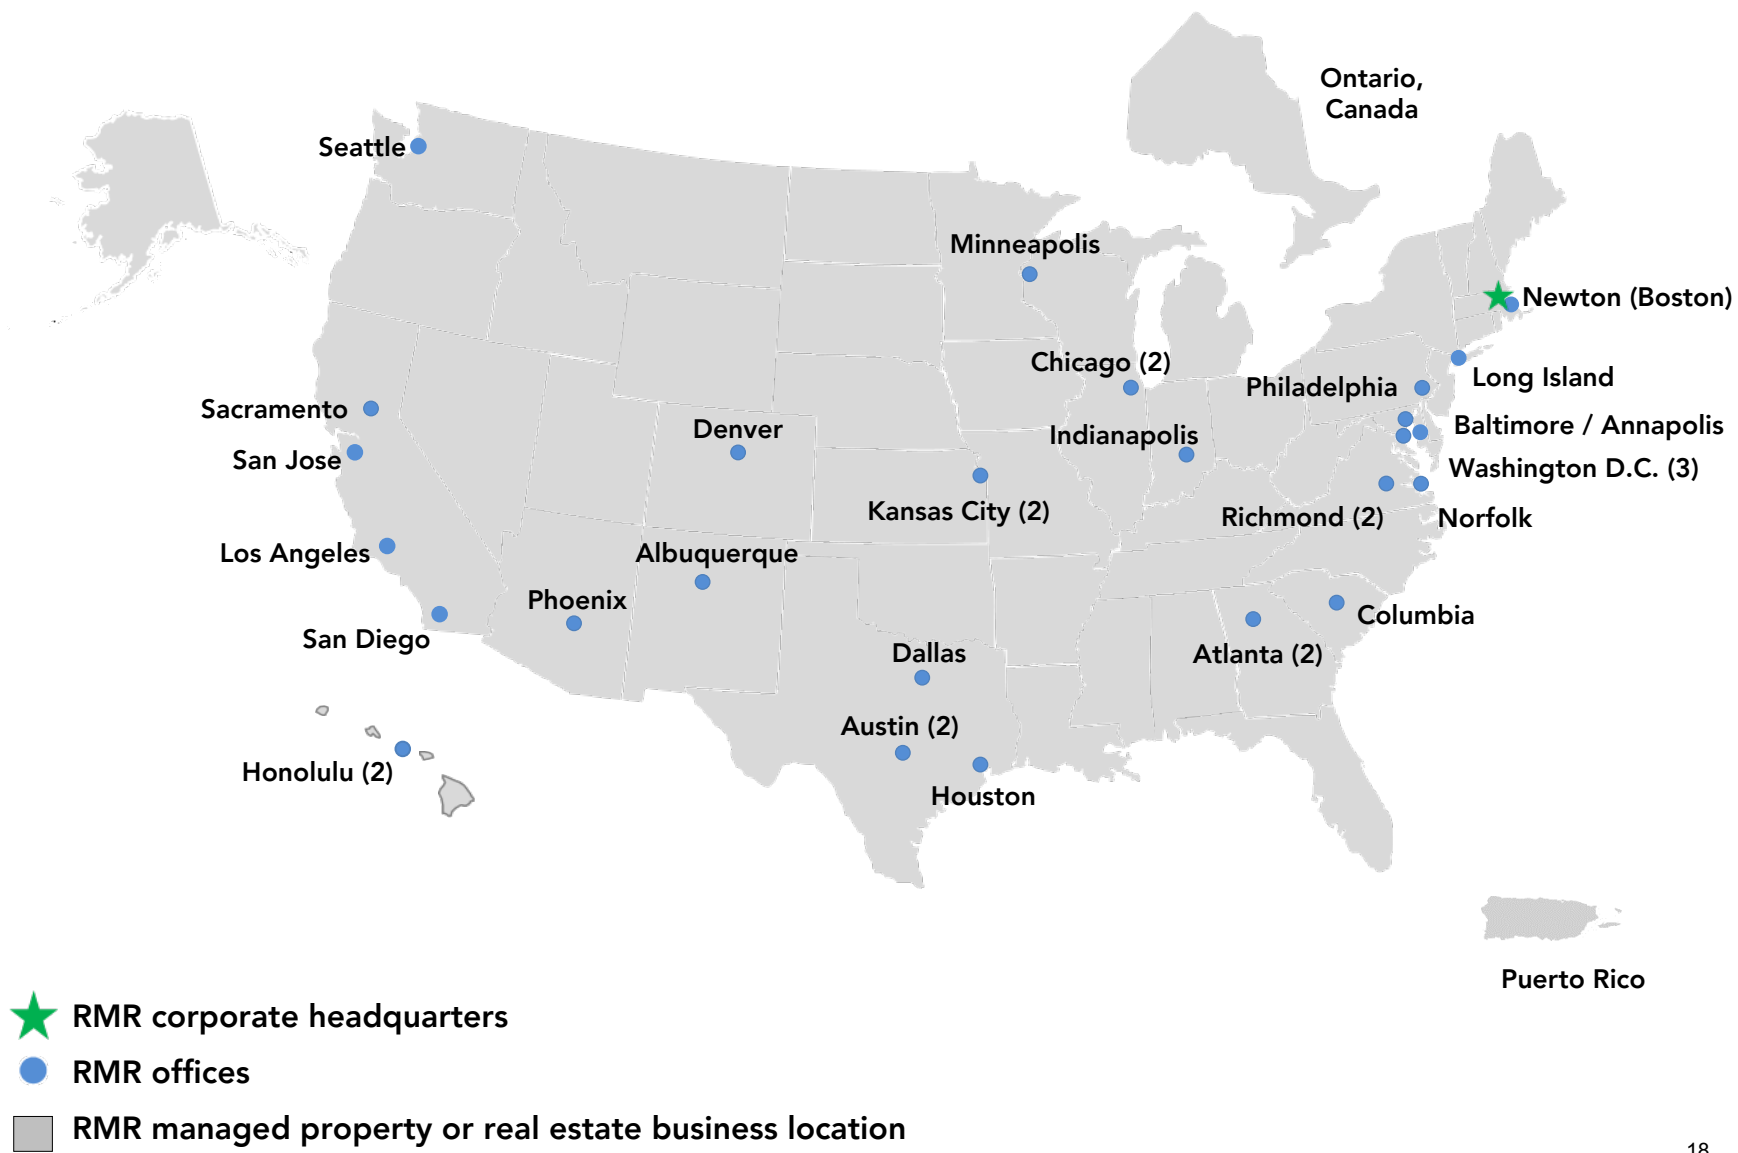 Ontario,
Canada
Seattle
Minneapolis
Newton (Boston)
Chicago (2)
Long Island
Philadelphia
Sacramento
Baltimore / Annapolis
Denver
Indianapolis
San Jose
Washington D.C. (3)
Kansas City (2)
Richmond (2)
Norfolk
Los Angeles
Albuquerque
Phoenix
Columbia
San Diego
Dallas
Atlanta (2)
Austin (2)
Honolulu (2)
Houston
Puerto Rico
RMR corporate headquarters
RMR offices
RMR managed property or real estate business location
18